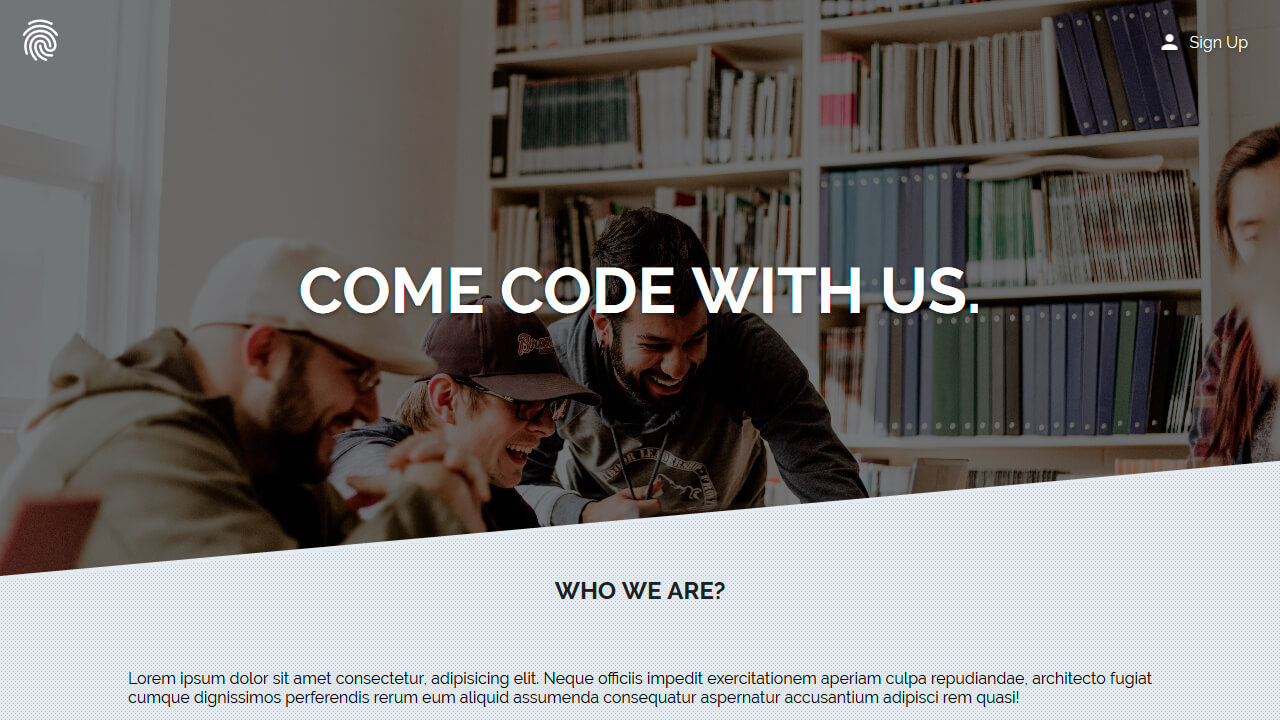 Sign Up
COME CODE WITH US.
WHO WE ARE?
Lorem ipsum dolor sit amet consectetur, adipisicing elit. Neque officiis impedit exercitationem aperiam culpa repudiandae, architecto fugiat
cumque dignissimos perferendis rerum eum aliquid assumenda consequatur aspernatur accusantium adipisci rem quasi!